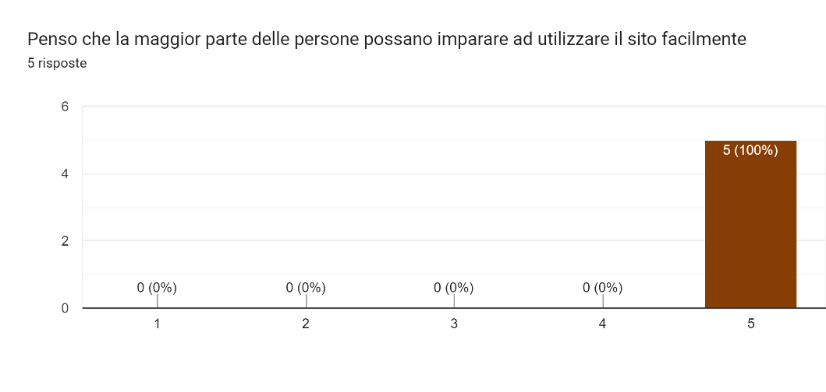 Penso che la maggior parte delle persone possano imparare ad utilizzare il sito facilmente
5 risposte
6
5 (100%)
4
2
0 (0%) 0 (0%) 0 (0%) 0 (0%)
0
1 2 3 4 5